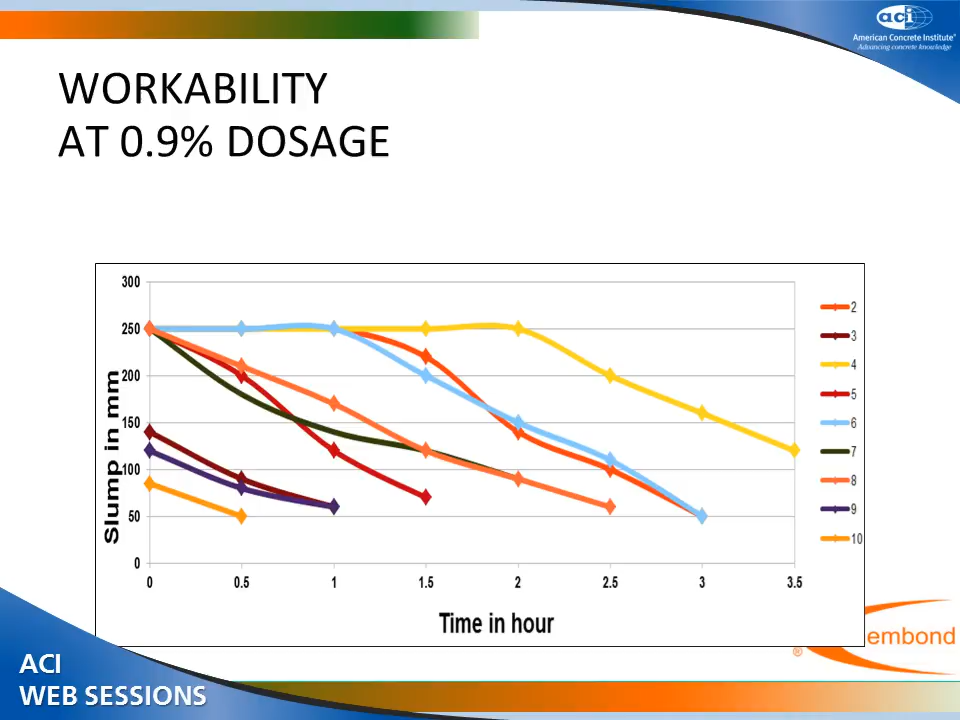 aci
American Concrete Institute®
Advancing concrete knowledge
WORKABILITY
AT 0.9% DOSAGE
300
250
200
150
100
50
0
Slump in mm
0 0.5 1 1.5 2 2.5 3 3.5
Time in hour
2
3
4
5
6
7
8
9
10
embond
®
ACI
WEB SESSIONS